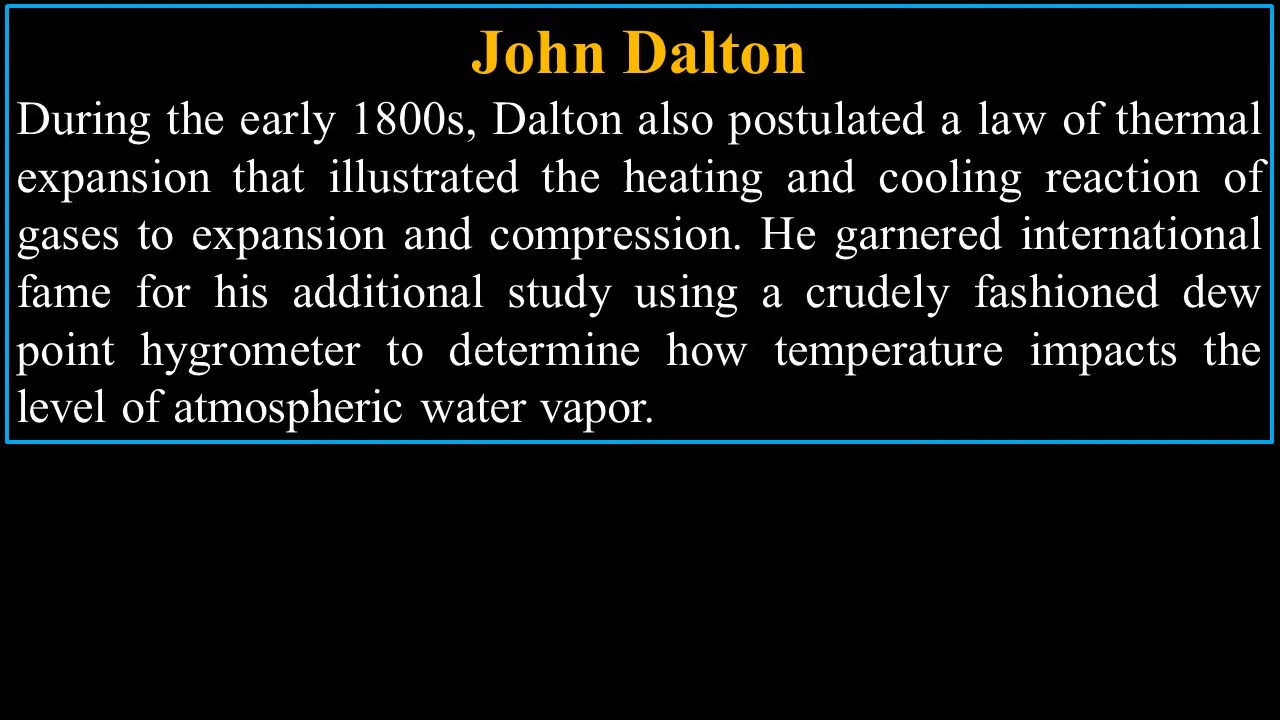 John Dalton
During the early 1800s, Dalton also postulated a law of thermal
expansion that illustrated the heating and cooling reaction of
gases to expansion and compression. He garnered international
fame for his additional study using a crudely fashioned dew
point hygrometer to determine how temperature impacts the
level of atmospheric water vapor.